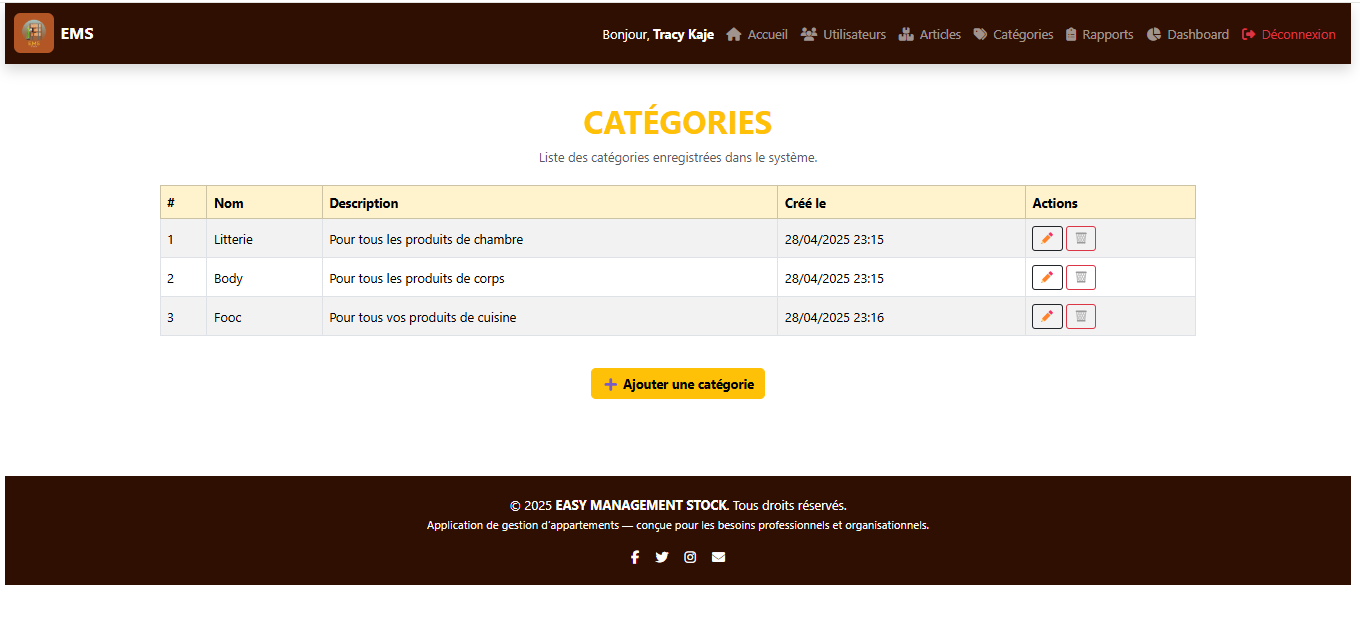 EMS
Bonjour, Tracy Kaje Accueil Utilisateurs Articles Catégories Rapports Dashboard Déconnexion
CATÉGORIES
Liste des catégories enregistrées dans le système.
# Nom Description Créé le Actions
1 Litterie Pour tous les produits de chambre 28/04/2025 23:15
2 Body Pour tous les produits de corps 28/04/2025 23:15
3 Fooc Pour tous vos produits de cuisine 28/04/2025 23:16
Ajouter une catégorie
© 2025 EASY MANAGEMENT STOCK. Tous droits réservés.
Application de gestion d'appartements — conçue pour les besoins professionnels et organisationnels.